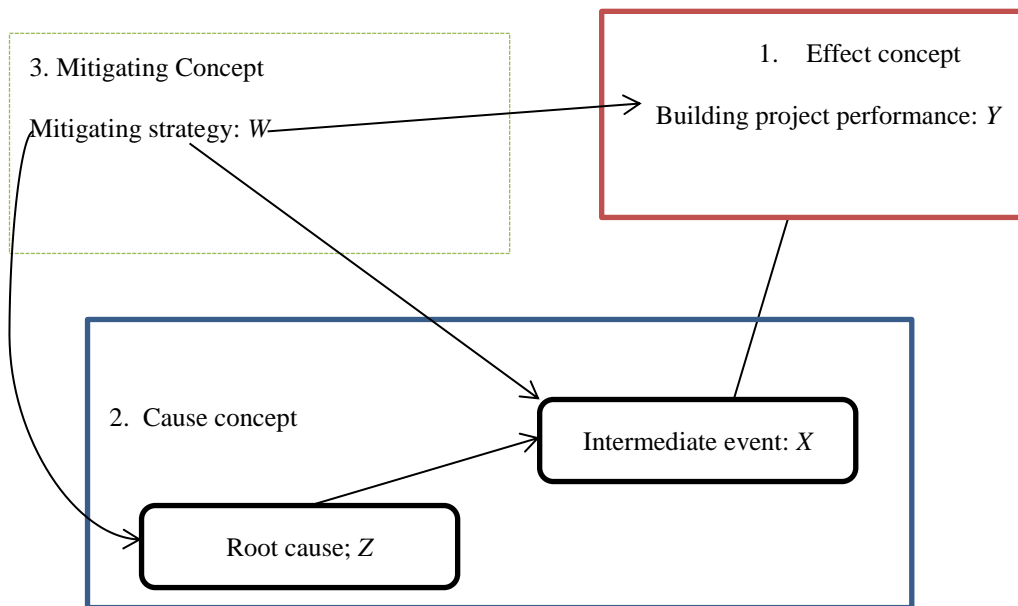 3. Mitigating Concept
Mitigating strategy: W
1. Effect concept
Building project performance: Y
2. Cause concept
Intermediate event: X
Root cause; Z